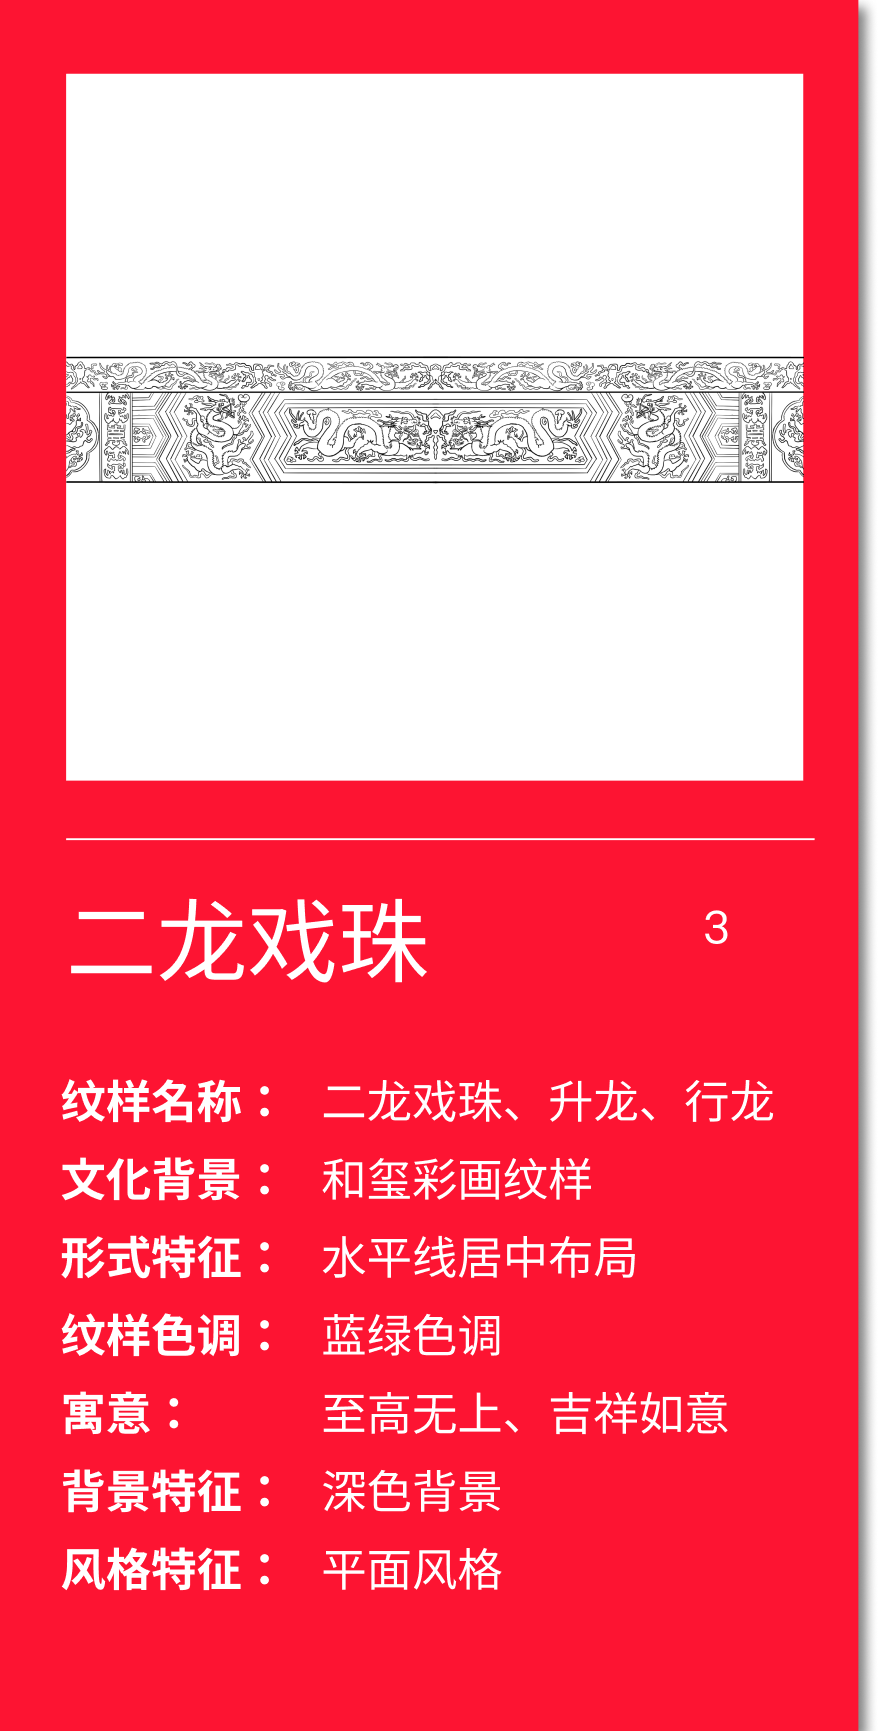 二龙戏珠
3
纹样名称： 二龙戏珠、升龙、行龙
文化背景： 和玺彩画纹样
形式特征： 水平线居中布局
纹样色调： 蓝绿色调
寓意： 至高无上、吉祥如意
背景特征： 深色背景
风格特征： 平面风格